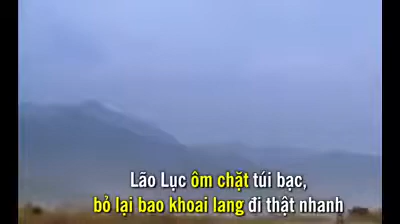 Lão Lục ôm chặt túi bạc,
bỏ lại bao khoai lang đi thật nhanh